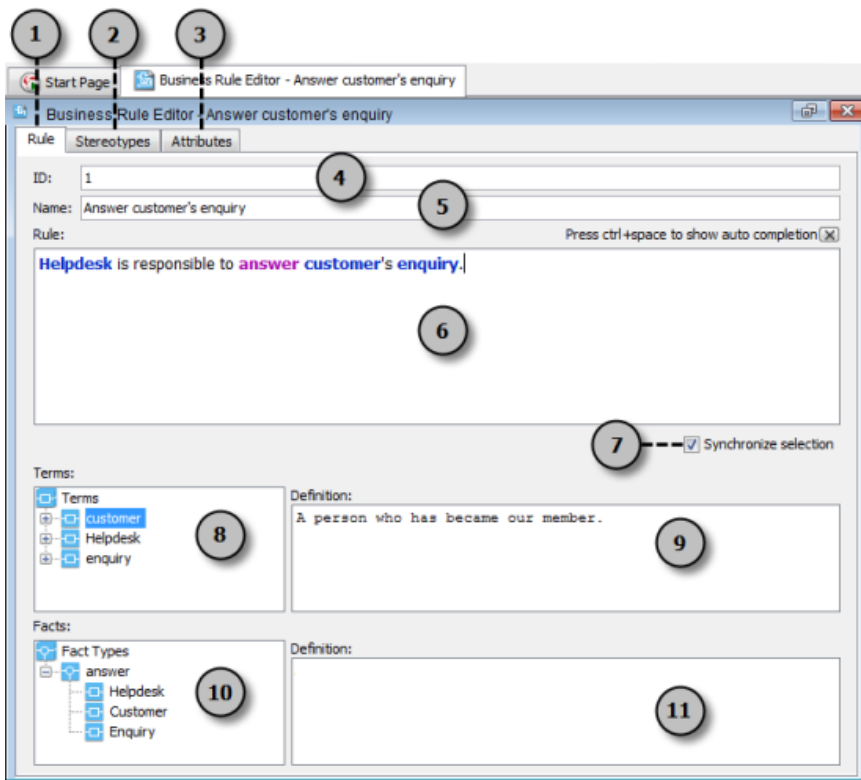 1 2 3
Start Page Business Rule Editor - Answer customer's enquiry
Business Rule Editor - Answer customer's enquiry
Rule Stereotypes Attributes
ID: 1 4
Name: Answer customer's enquiry 5
Rule: Press ctrl+space to show auto completion
Helpdesk is responsible to answer customer's enquiry.
6
7 Synchronize selection
Terms:
Terms Definition:
customer A person who has became our member.
Helpdesk 8 9
enquiry
Facts:
Fact Types Definition:
answer
Helpdesk 10
Customer 11
Enquiry